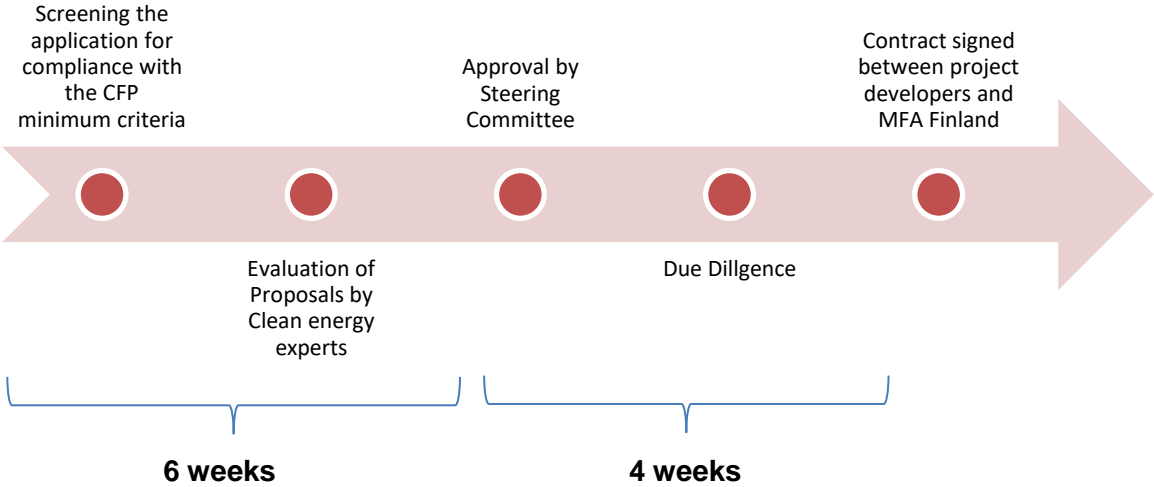 Screening the
application for
compliance with
the CFP
minimum criteria
Evaluation of
Proposals by
Clean energy
experts
Approval by
Steering
Committee
Due Dillgence
Contract signed
between project
developers and
MFA Finland
6 weeks
4 weeks